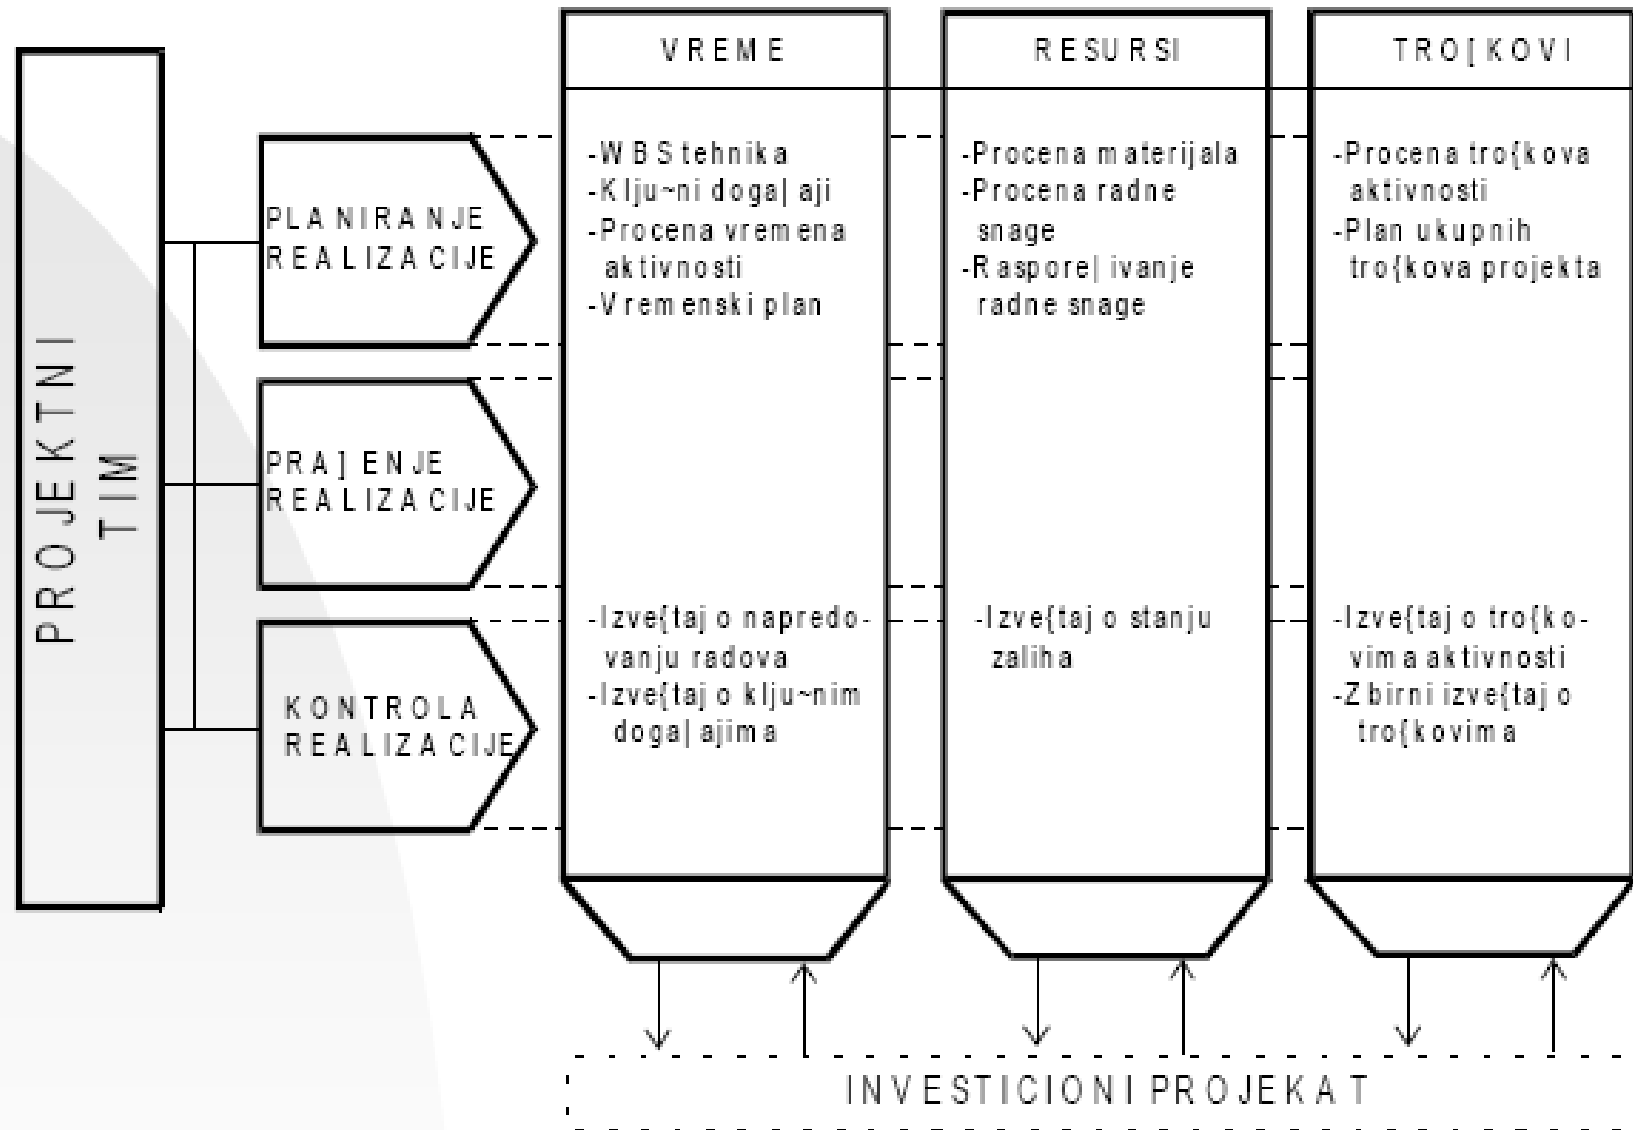 VREME
RESURSI
TRO[KOVI
PROJEKTNI
TIM
PLANIRANJE
REALIZACIJE
-WBS tehnika
-Klju~ni doga|aji
-Procena vremena
aktivnosti
-Vremenski plan
-Procena materijala
-Procena radne
snage
-Raspore|ivanje
radne snage
-Procena tro{kova
aktivnosti
-Plan ukupnih
tro{kova projekta
PRA]ENJE
REALIZACIJE
KONTROLA
REALIZACIJE
-Izve{taj o napredo-
vanju radova
-Izve{taj o klju~nim
doga|ajima
-Izve{taj o stanju
zaliha
-Izve{taj o tro{ko-
vima aktivnosti
-Zbirni izve{taj o
tro{kovima
INVESTICIONI PROJEKAT